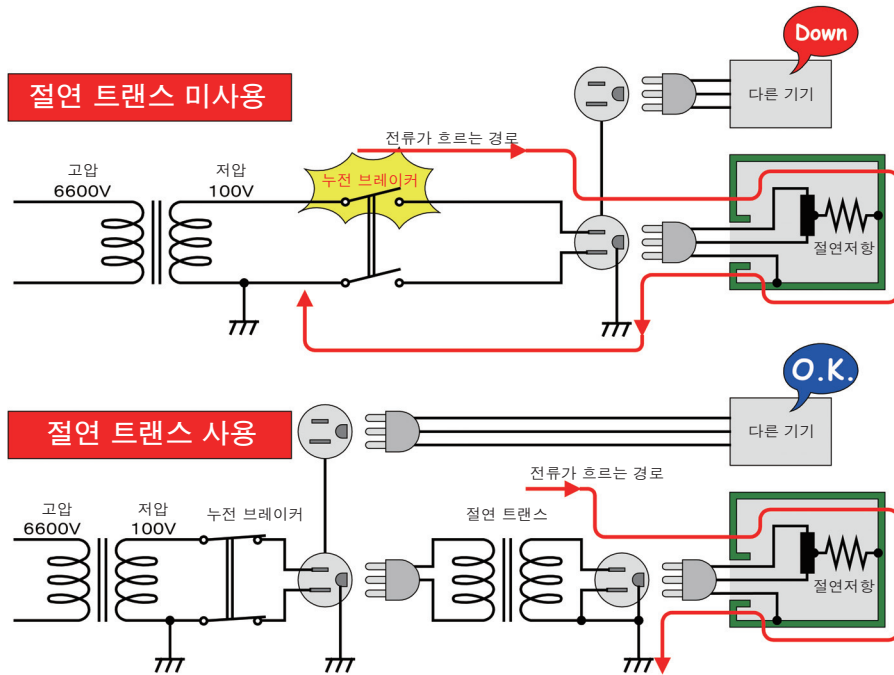 Down
절연 트랜스 미사용
다른 기기
전류가 흐르는 경로
고압
6600V
저압
100V
누전 브레이커
절연저항
O.K.
절연 트랜스 사용
다른 기기
전류가 흐르는 경로
고압
6600V
저압
100V
누전 브레이커
절연 트랜스
절연저항